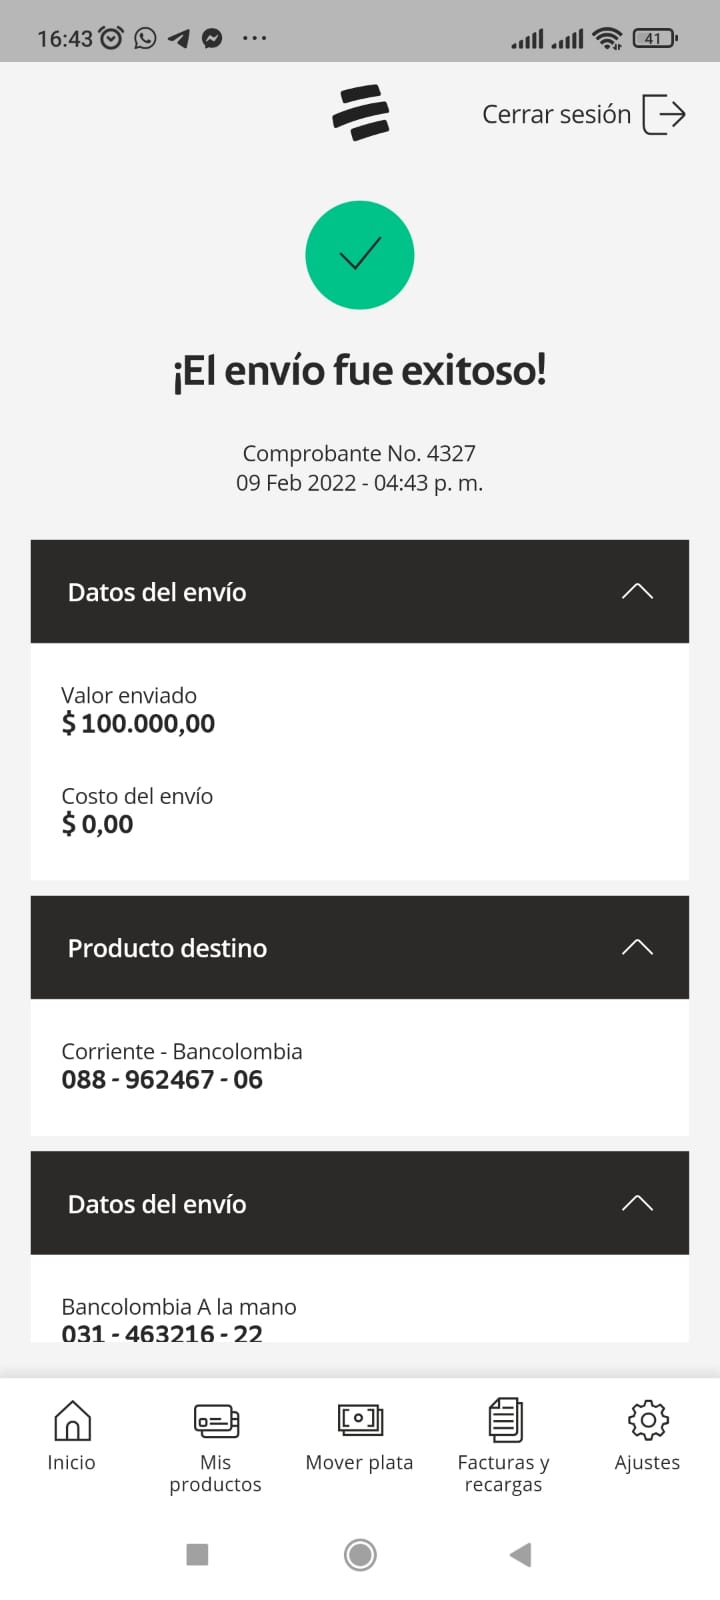 16:43
41
Cerrar sesión
¡El envío fue exitoso!
Comprobante No. 4327
09 Feb 2022 - 04:43 p. m.
Datos del envío
Valor enviado
$ 100.000,00
Costo del envío
$ 0,00
Producto destino
Corriente - Bancolombia
088 - 962467 - 06
Datos del envío
Bancolombia A la mano
031 - 463216 - 22
Inicio
Mis productos
Mover plata
Facturas y recargas
Ajustes